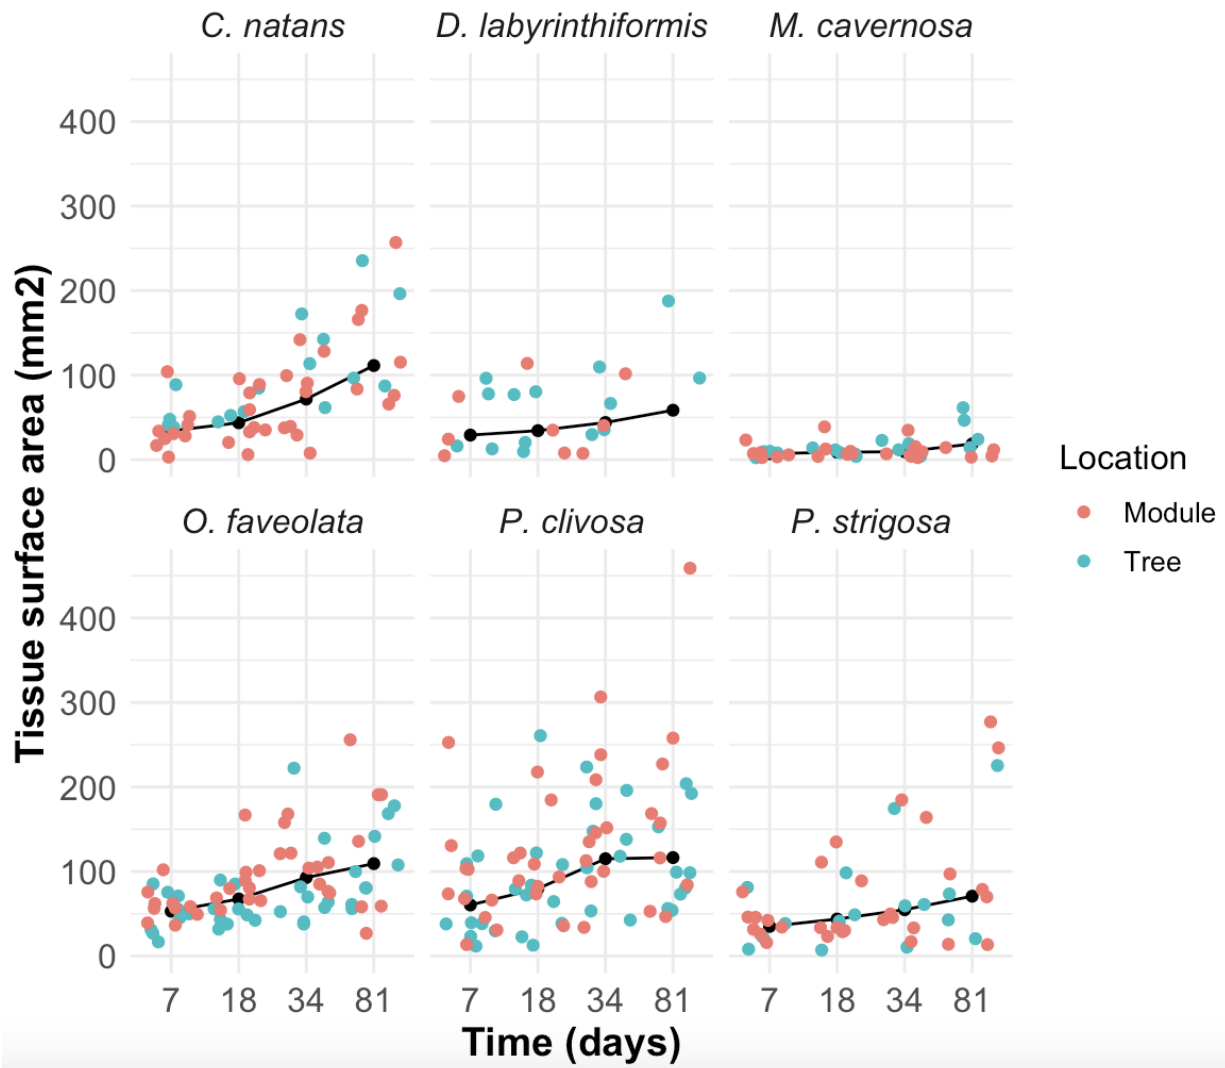 C. natans
D. labyrinthiformis
M. cavernosa
400
300
200
100
0
O. faveolata
P. clivosa
P. strigosa
400
300
200
100
0
7 18 34 81
7 18 34 81
7 18 34 81
Time (days)
Tissue surface area (mm2)
Location
Module
Tree